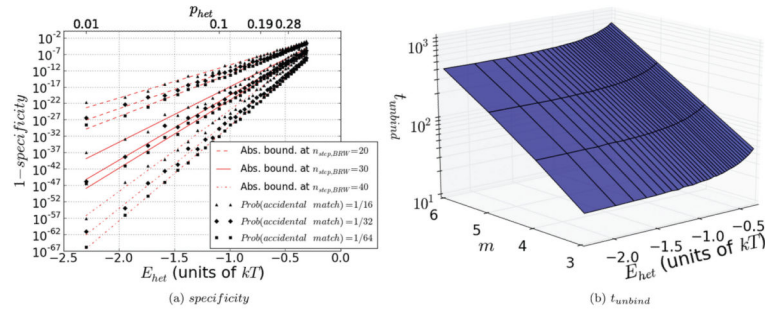 p_het
0.01 0.1 0.19 0.28
10^-2
10^-7
10^-12
10^-17
10^-22
10^-27
10^-32
10^-37
10^-42
10^-47
10^-52
10^-57
10^-62
10^-67
1−specificity
Abs. bound. at n_step,BRW=20
Abs. bound. at n_step,BRW=30
Abs. bound. at n_step,BRW=40
Prob(accidental match)=1/16
Prob(accidental match)=1/32
Prob(accidental match)=1/64
−2.5 −2.0 −1.5 −1.0 −0.5 0.0
E_het (units of kT)
(a) specificity
10^3
10^2
10^1
t_unbind
6 5 4 3
m
−2.0 −1.5 −1.0 −0.5
E_het (units of kT)
(b) t_unbind